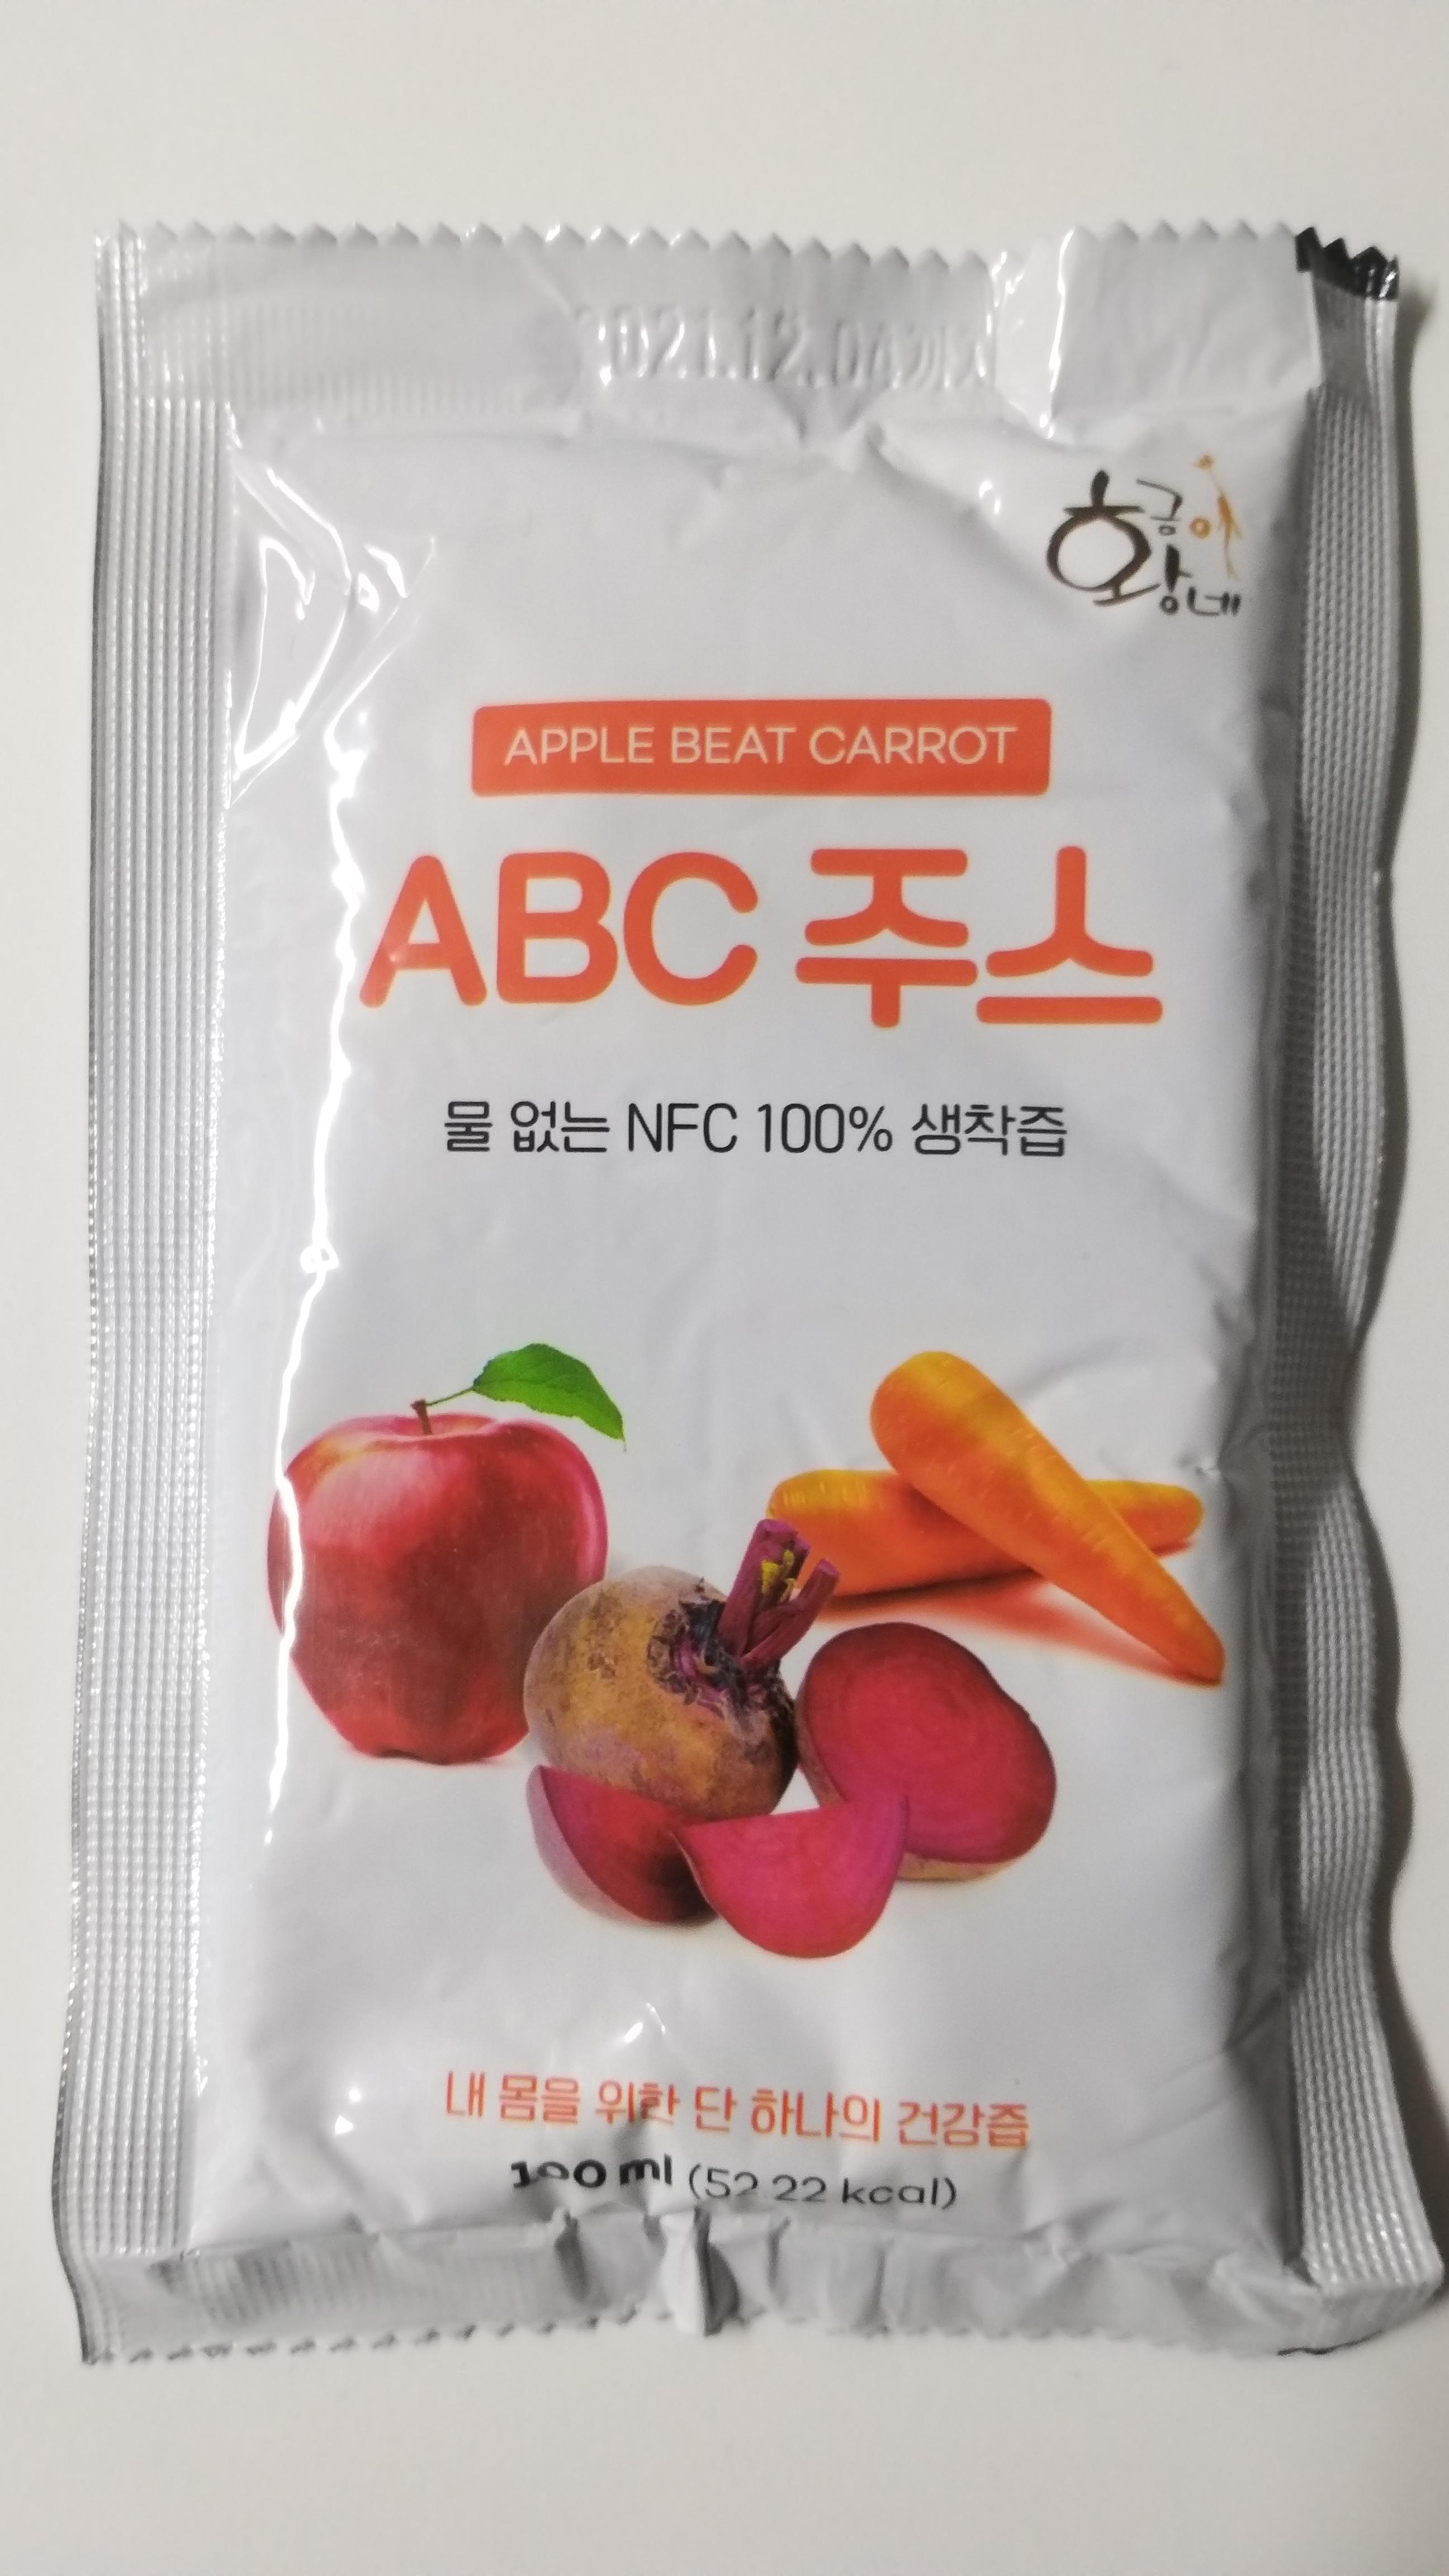 2021.12.04까지
황금이네
APPLE BEAT CARROT
ABC 주스
물 없는 NFC 100% 생착즙
내 몸을 위한 단 하나의 건강즙
100 ml (52.22 kcal)